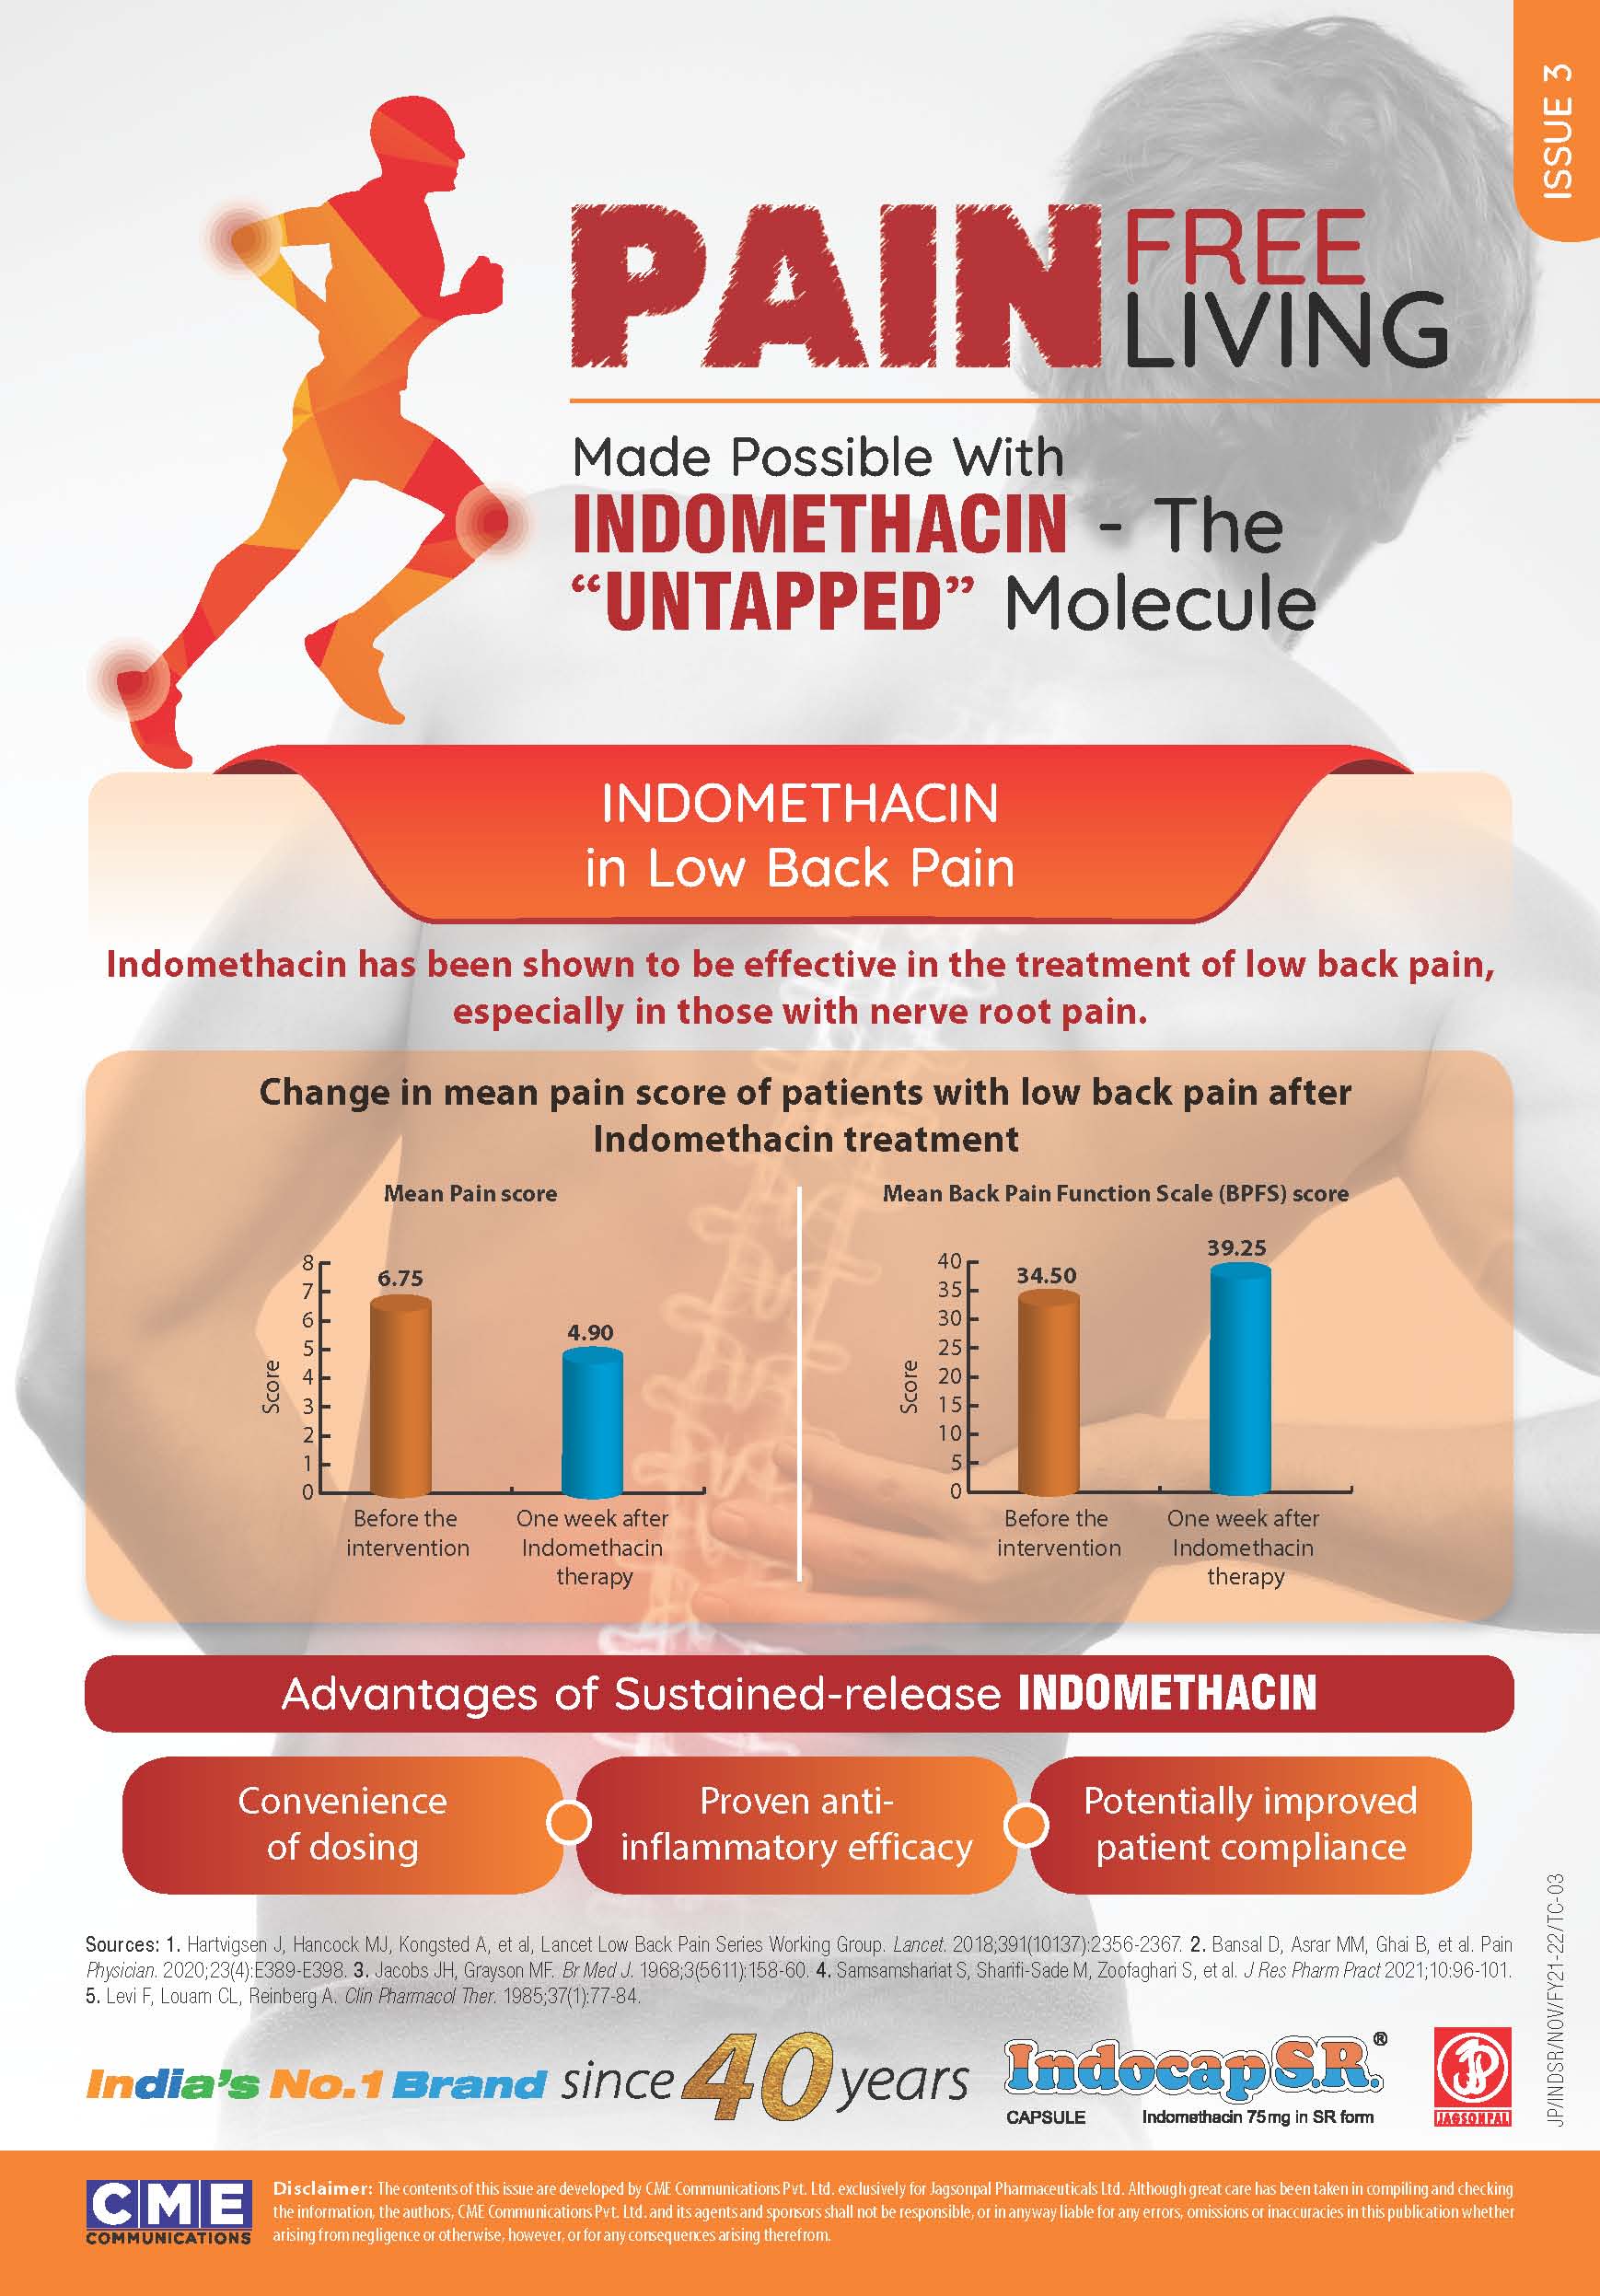 ISSUE 3
PAIN FREE
LIVING
Made Possible With
INDOMETHACIN - The
“UNTAPPED” Molecule
INDOMETHACIN
in Low Back Pain
Indomethacin has been shown to be effective in the treatment of low back pain,
especially in those with nerve root pain.
Change in mean pain score of patients with low back pain after
Indomethacin treatment
Mean Pain score
Score
8
7
6
5
4
3
2
1
0
6.75
4.90
Before the
intervention
One week after
Indomethacin
therapy
Mean Back Pain Function Scale (BPFS) score
Score
40
35
30
25
20
15
10
5
0
34.50
39.25
Before the
intervention
One week after
Indomethacin
therapy
Advantages of Sustained-release INDOMETHACIN
Convenience
of dosing
Proven anti-
inflammatory efficacy
Potentially improved
patient compliance
Sources: 1. Hartvigsen J, Hancock MJ, Kongsted A, et al, Lancet Low Back Pain Series Working Group. Lancet. 2018;391(10137):2356-2367. 2. Bansal D, Asrar MM, Ghai B, et al. Pain
Physician. 2020;23(4):E389-E398. 3. Jacobs JH, Grayson MF. Br Med J. 1968;3(5611):158-60. 4. Samsamshariat S, Sharifi-Sade M, Zoofaghari S, et al. J Res Pharm Pract 2021;10:96-101.
5. Levi F, Louam CL, Reinberg A. Clin Pharmacol Ther. 1985;37(1):77-84.
India's No.1 Brand since 40 years
Indocap S.R.®
CAPSULE Indomethacin 75mg in SR form
JAGSONPAL
JP/INDSR/NOV/FY21-22/TC-03
CME
COMMUNICATIONS
Disclaimer: The contents of this issue are developed by CME Communications Pvt. Ltd. exclusively for Jagsonpal Pharmaceuticals Ltd. Although great care has been taken in compiling and checking
the information, the authors, CME Communications Pvt. Ltd. and its agents and sponsors shall not be responsible, or in anyway liable for any errors, omissions or inaccuracies in this publication whether
arising from negligence or otherwise, however, or for any consequences arising therefrom.